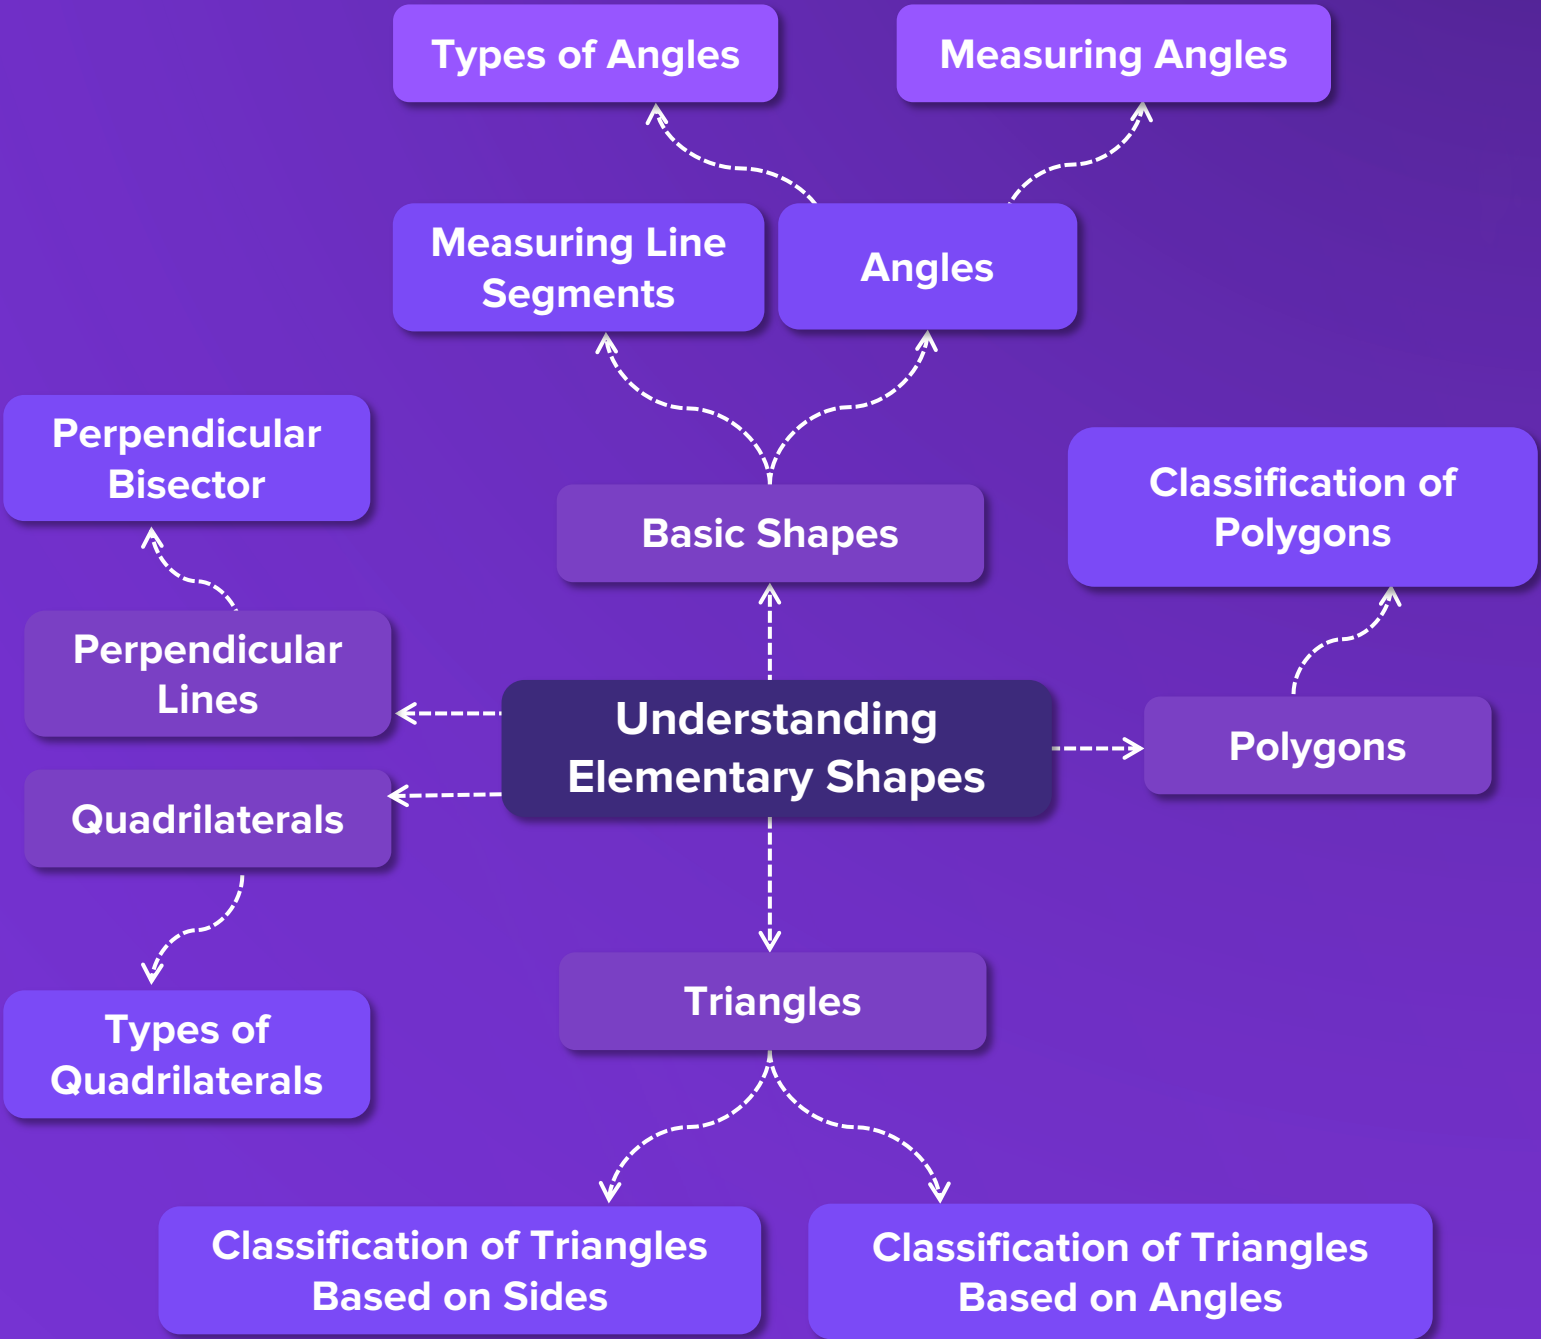 Types of Angles
Measuring Angles
Measuring Line
Segments
Angles
Perpendicular
Bisector
Classification of
Polygons
Basic Shapes
Perpendicular
Lines
Understanding
Elementary Shapes
Polygons
Quadrilaterals
Triangles
Types of
Quadrilaterals
Classification of Triangles
Based on Sides
Classification of Triangles
Based on Angles